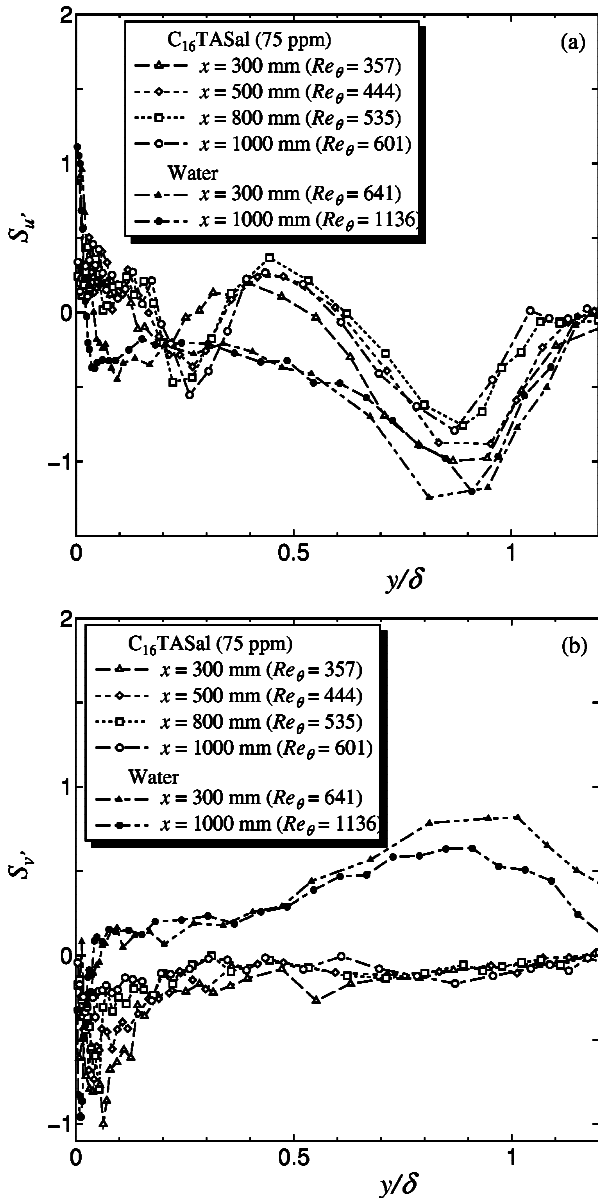 2
(a)
C₁₆TASal (75 ppm)
x = 300 mm (Reθ = 357)
x = 500 mm (Reθ = 444)
x = 800 mm (Reθ = 535)
x = 1000 mm (Reθ = 601)
Water
x = 300 mm (Reθ = 641)
x = 1000 mm (Reθ = 1136)
1
Su'
0
−1
0
0.5
1
y/δ
2
(b)
C₁₆TASal (75 ppm)
x = 300 mm (Reθ = 357)
x = 500 mm (Reθ = 444)
x = 800 mm (Reθ = 535)
x = 1000 mm (Reθ = 601)
Water
x = 300 mm (Reθ = 641)
x = 1000 mm (Reθ = 1136)
1
Sv'
0
−1
0
0.5
1
y/δ